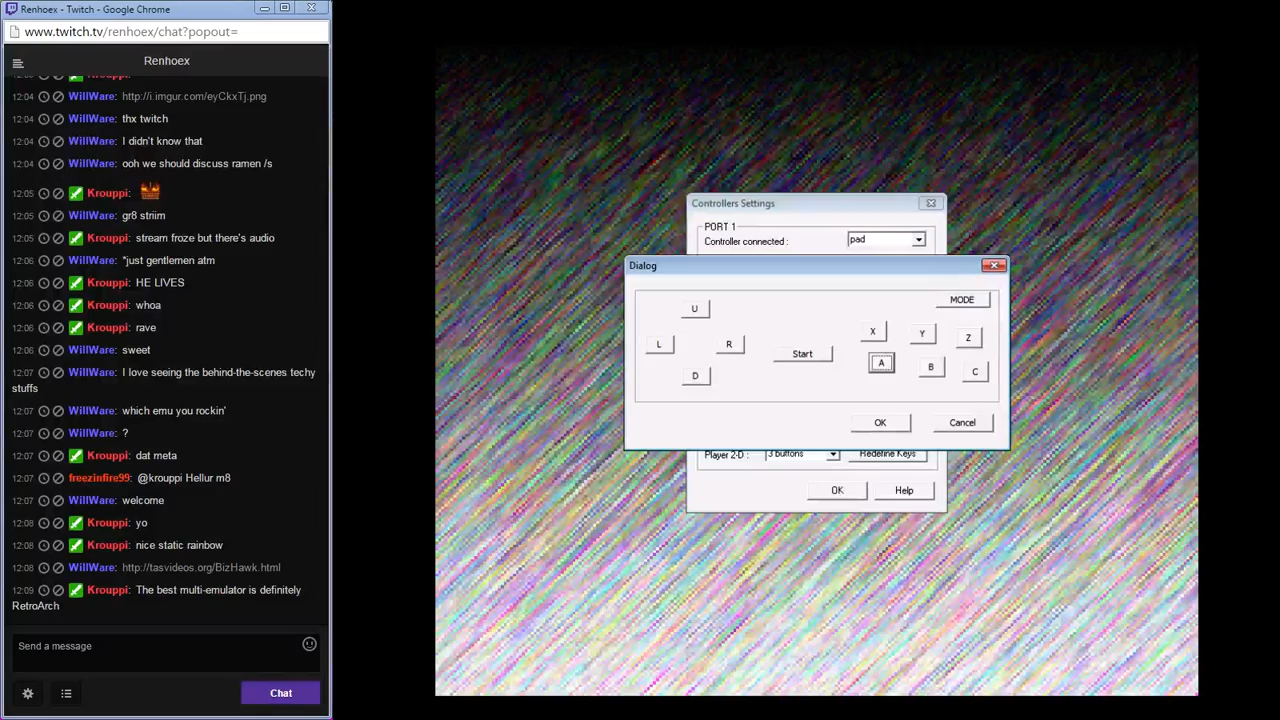 Renhoex - Twitch - Google Chrome
www.twitch.tv/renhoex/chat?popout=
Renhoex
12:04 WillWare: http://i.imgur.com/eyCkxTj.png
12:04 WillWare: thx twitch
12:04 WillWare: I didn't know that
12:04 WillWare: ooh we should discuss ramen /s
12:05 Krouppi:
12:05 WillWare: gr8 striim
12:05 Krouppi: stream froze but there's audio
12:06 WillWare: *just gentlemen atm
12:06 Krouppi: HE LIVES
12:06 Krouppi: whoa
12:06 Krouppi: rave
12:06 WillWare: sweet
12:07 WillWare: I love seeing the behind-the-scenes techy
stuffs
12:07 WillWare: which emu you rockin'
12:07 WillWare: ?
12:07 Krouppi: dat meta
12:07 freezinfire99: @krouppi Hellur m8
12:07 WillWare: welcome
12:08 Krouppi: yo
12:08 Krouppi: nice static rainbow
12:08 WillWare: http://tasvideos.org/BizHawk.html
12:09 Krouppi: The best multi-emulator is definitely
RetroArch
Send a message
Chat
Controllers Settings
PORT 1
Controller connected : pad
Dialog
MODE
U
L R
D
Start
X Y Z
A B C
OK Cancel
Player 2-D : 3 buttons Redefine Keys
OK Help